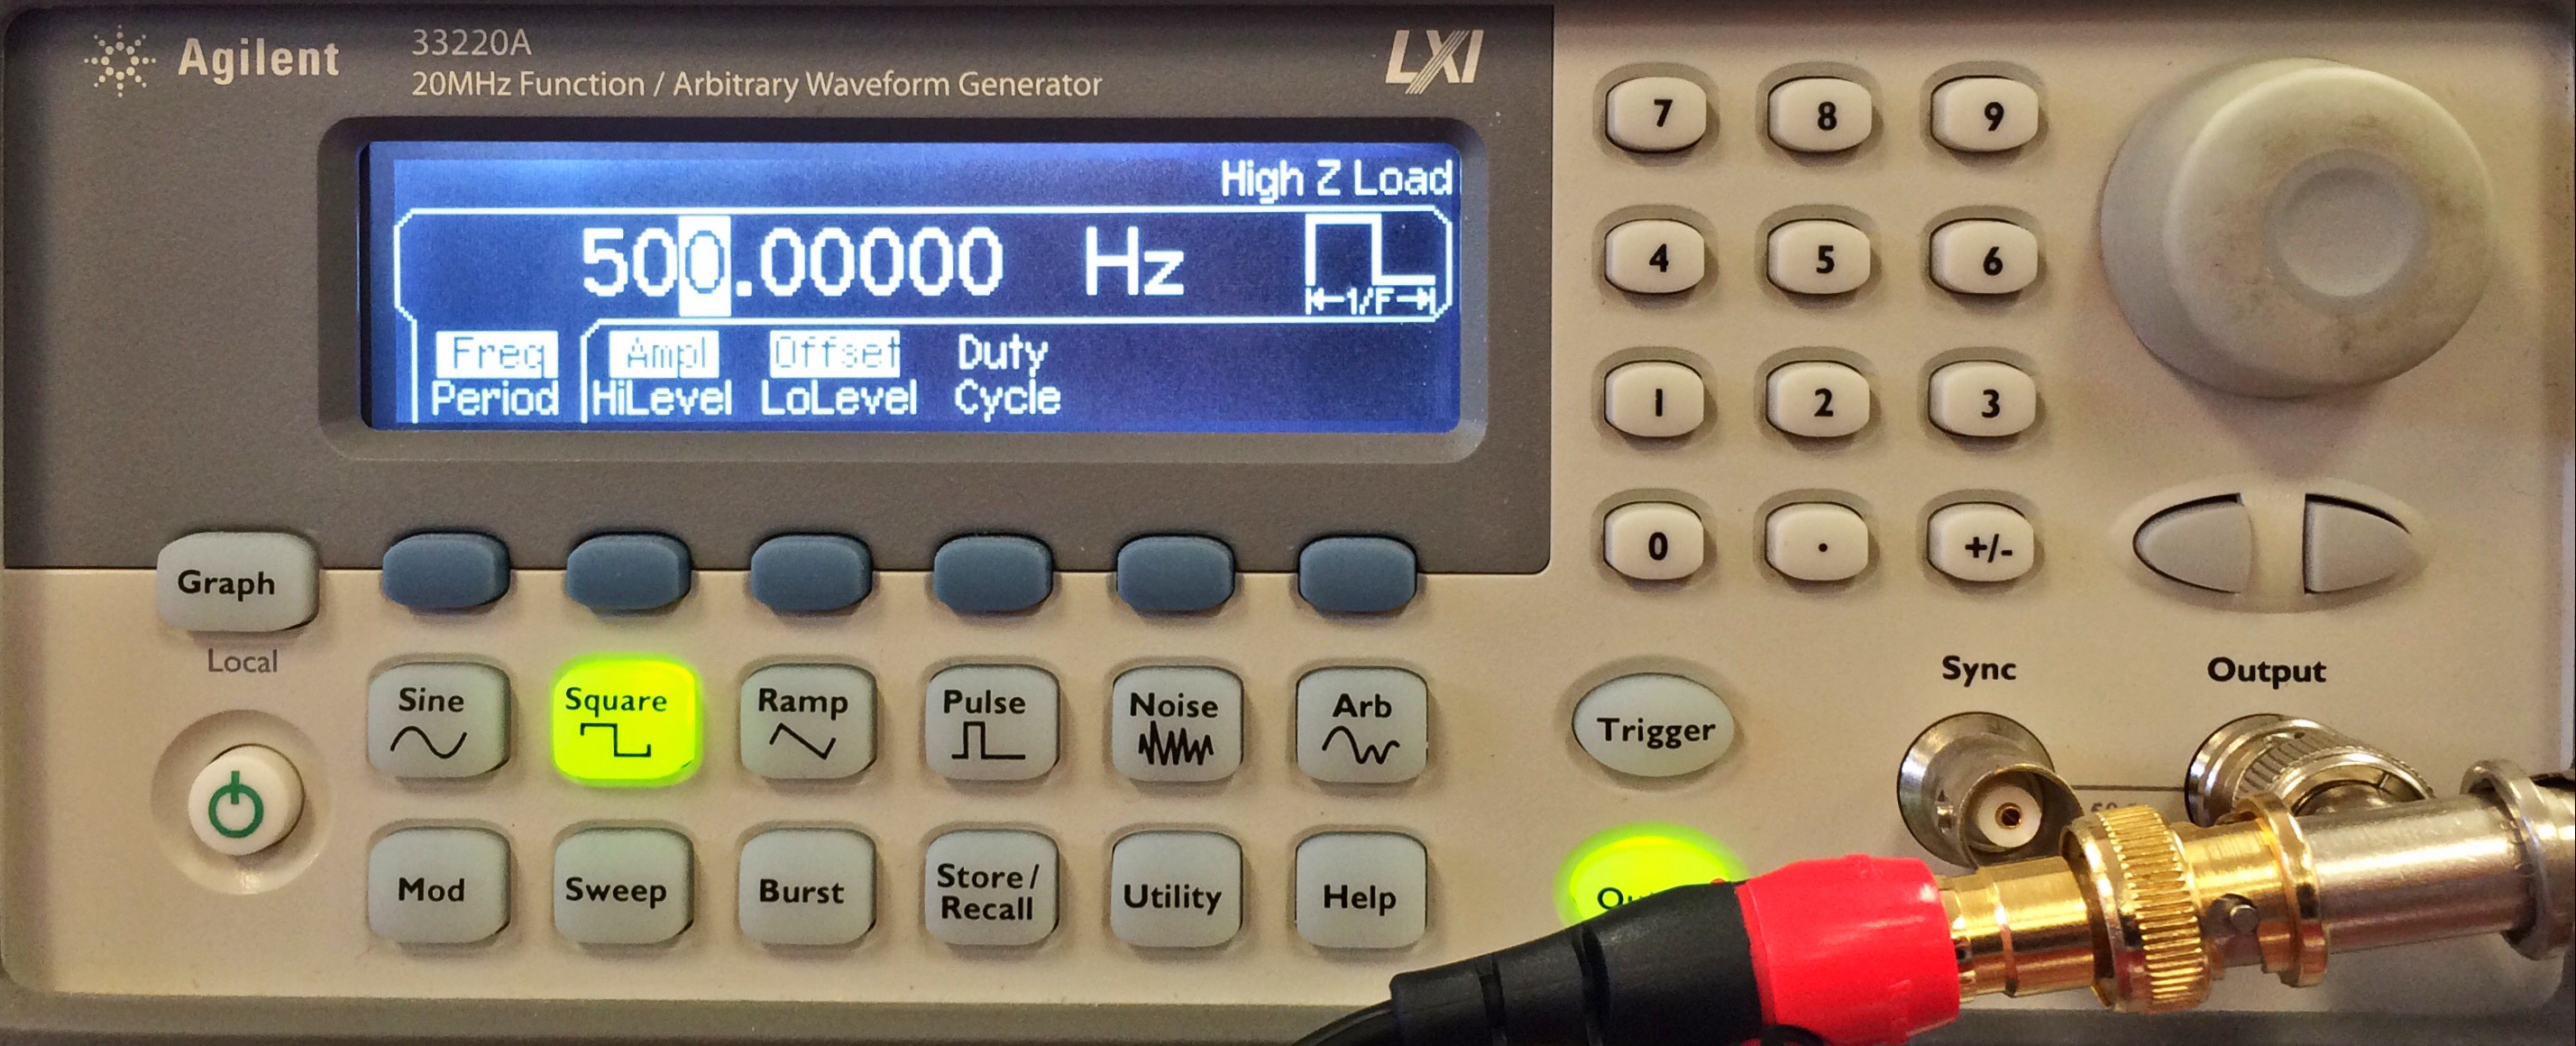 Agilent
33220A
20MHz Function / Arbitrary Waveform Generator
LXI
High Z Load
500.00000 Hz
1/F
Freq Ampl Offset Duty
Period HiLevel LoLevel Cycle
7 8 9
4 5 6
1 2 3
0 . +/-
Graph
Local
Sine Square Ramp Pulse Noise Arb
Trigger
Sync Output
Mod Sweep Burst Store/ Utility Help
Recall